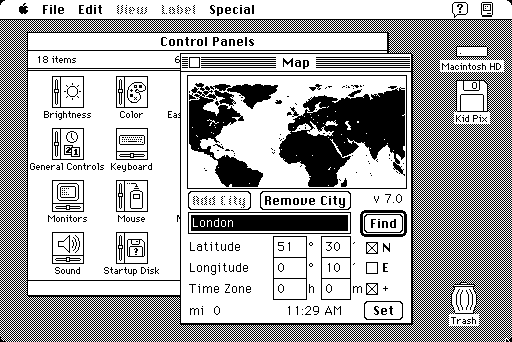 File Edit View Label Special
Control Panels
18 items
6
Macintosh HD
Kid Pix
Trash
Brightness
Color
Eas
General Controls
Keyboard
Monitors
Mouse
Sound
Startup Disk
Map
Add City
Remove City
v 7.0
London
Find
Latitude 51 ° 30 ′ N
Longitude 0 ° 10 ′ E
Time Zone 0 h 0 m +
mi 0
11:29 AM
Set